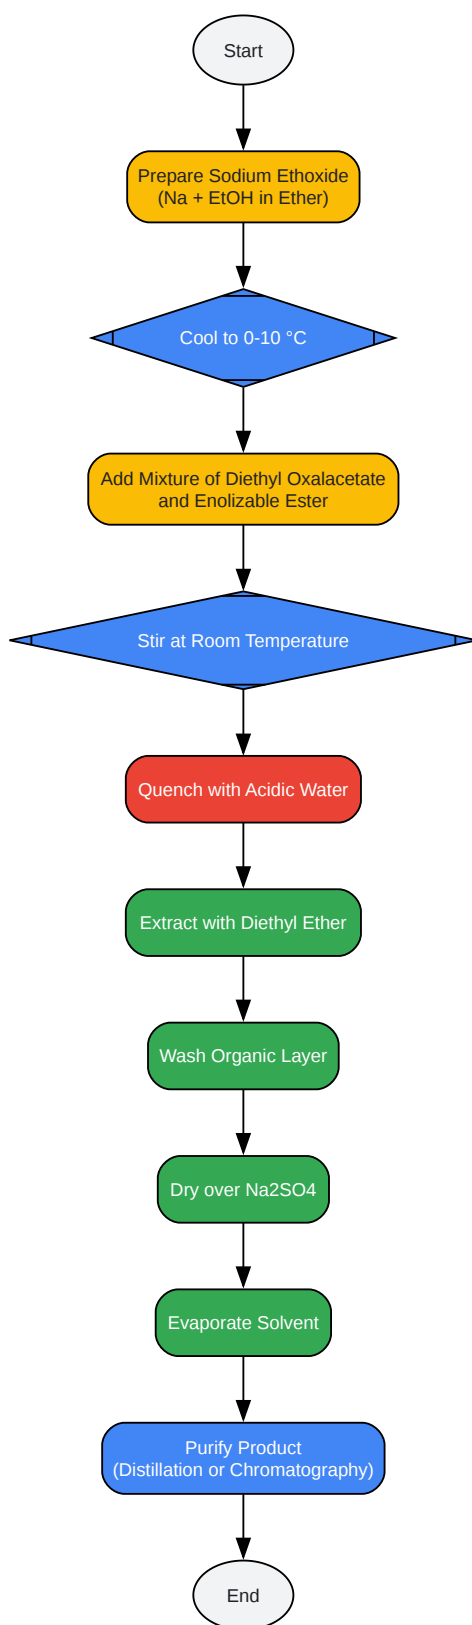 Start
Prepare Sodium Ethoxide
(Na + EtOH in Ether)
Cool to 0-10 °C
Add Mixture of Diethyl Oxalacetate
and Enolizable Ester
Stir at Room Temperature
Quench with Acidic Water
Extract with Diethyl Ether
Wash Organic Layer
Dry over Na2SO4
Evaporate Solvent
Purify Product
(Distillation or Chromatography)
End